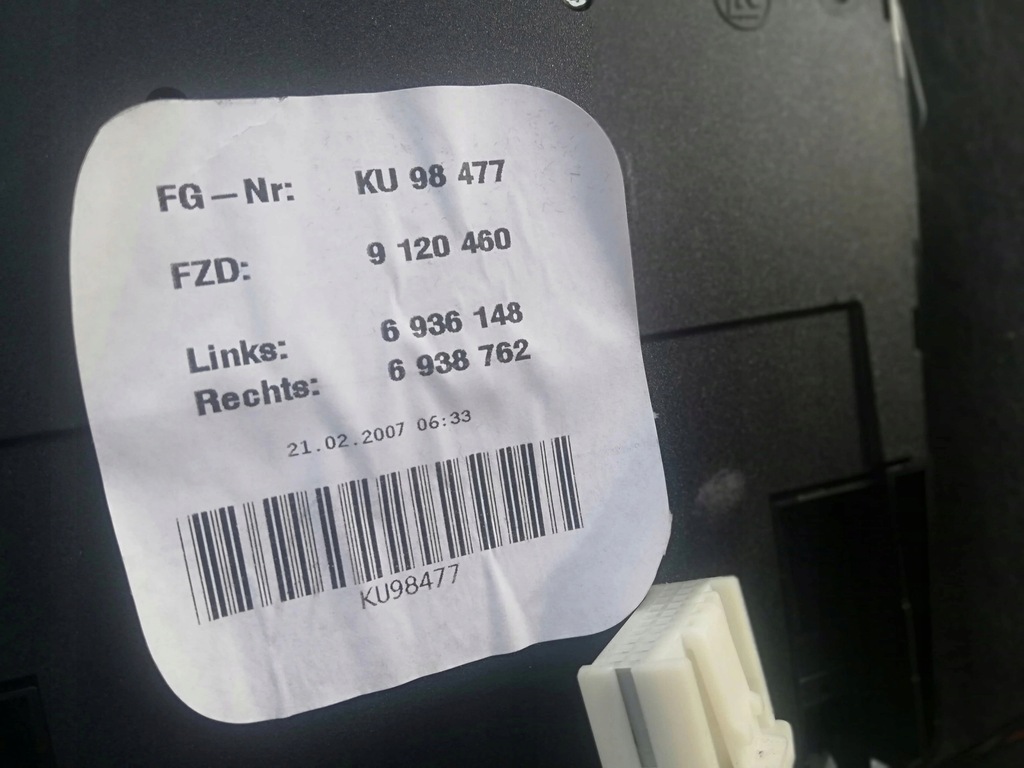 FG–Nr: KU 98 477
FZD: 9 120 460
Links: 6 936 148
Rechts: 6 938 762
21.02.2007 06:33
KU98477